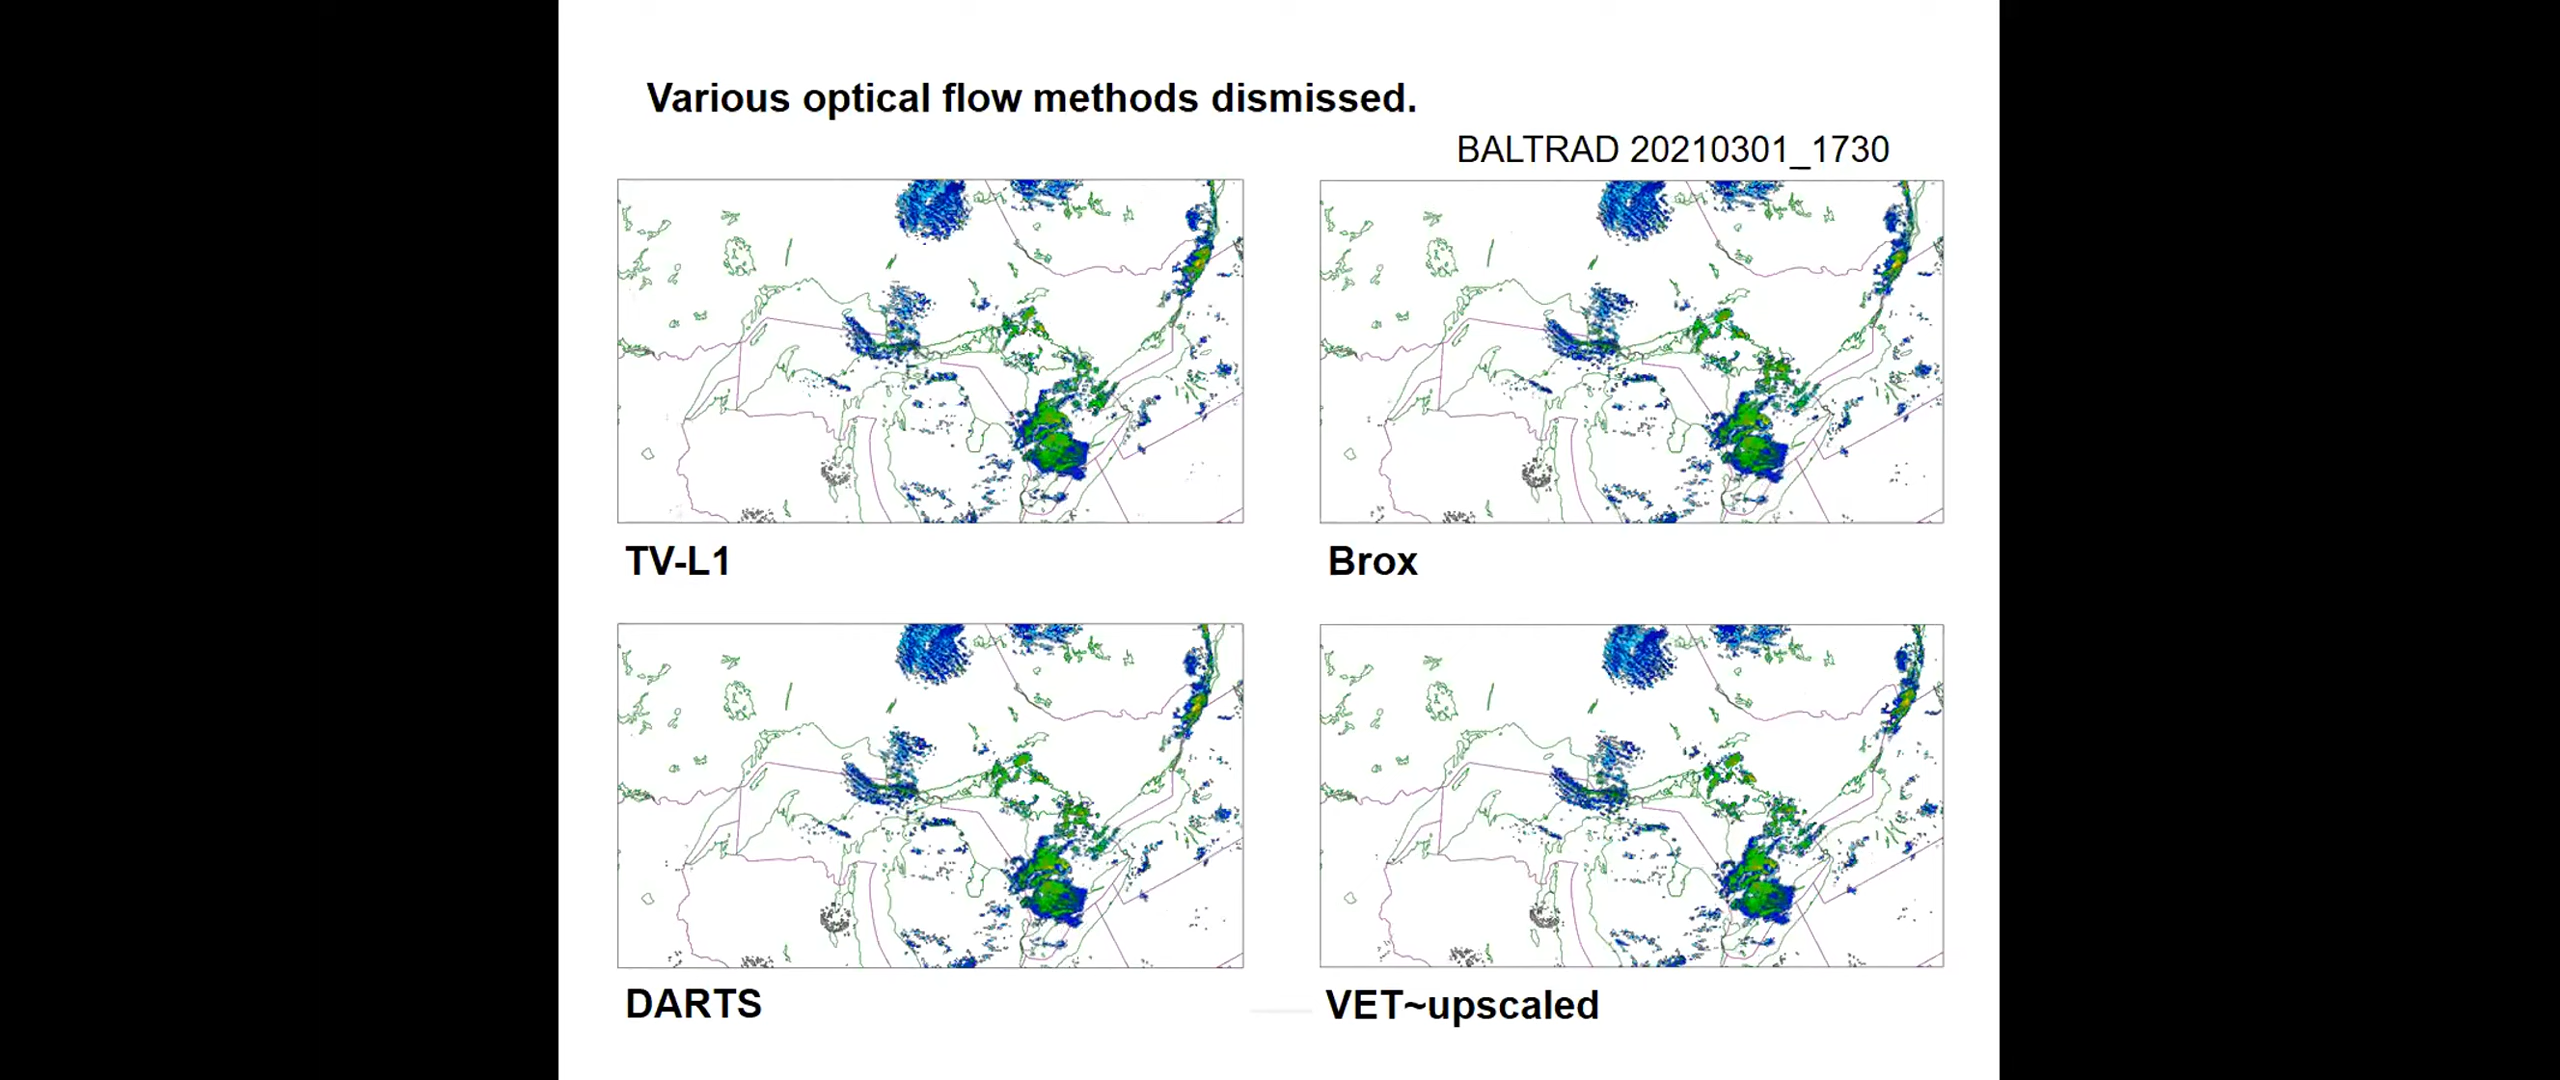 Various optical flow methods dismissed.
BALTRAD 20210301_1730
TV-L1
Brox
DARTS
VET~upscaled